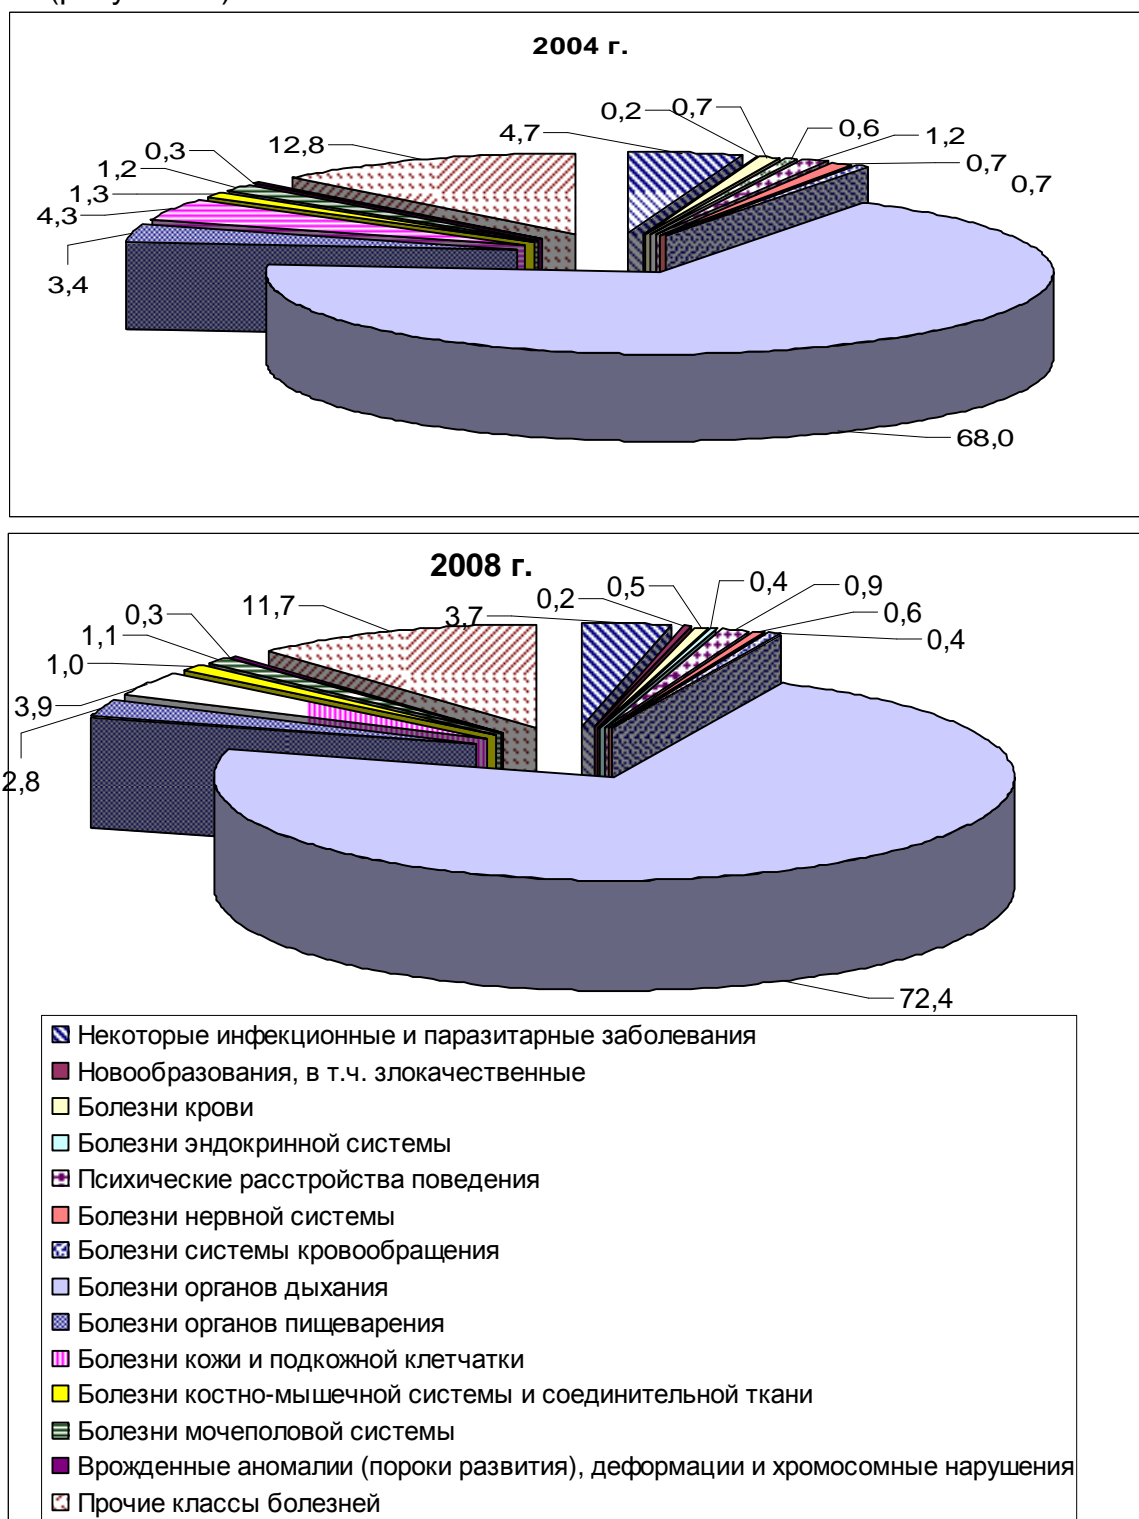 2004 г.
0,2
0,7
0,6
1,2
4,7
0,7
0,7
12,8
0,3
1,2
1,3
4,3
3,4
68,0
2008 г.
0,2
0,5
0,4
0,9
0,6
0,4
3,7
11,7
0,3
1,1
1,0
3,9
2,8
72,4
Некоторые инфекционные и паразитарные заболевания
Новообразования, в т.ч. злокачественные
Болезни крови
Болезни эндокринной системы
Психические расстройства поведения
Болезни нервной системы
Болезни системы кровообращения
Болезни органов дыхания
Болезни органов пищеварения
Болезни кожи и подкожной клетчатки
Болезни костно-мышечной системы и соединительной ткани
Болезни мочеполовой системы
Врожденные аномалии (пороки развития), деформации и хромосомные нарушения
Прочие классы болезней